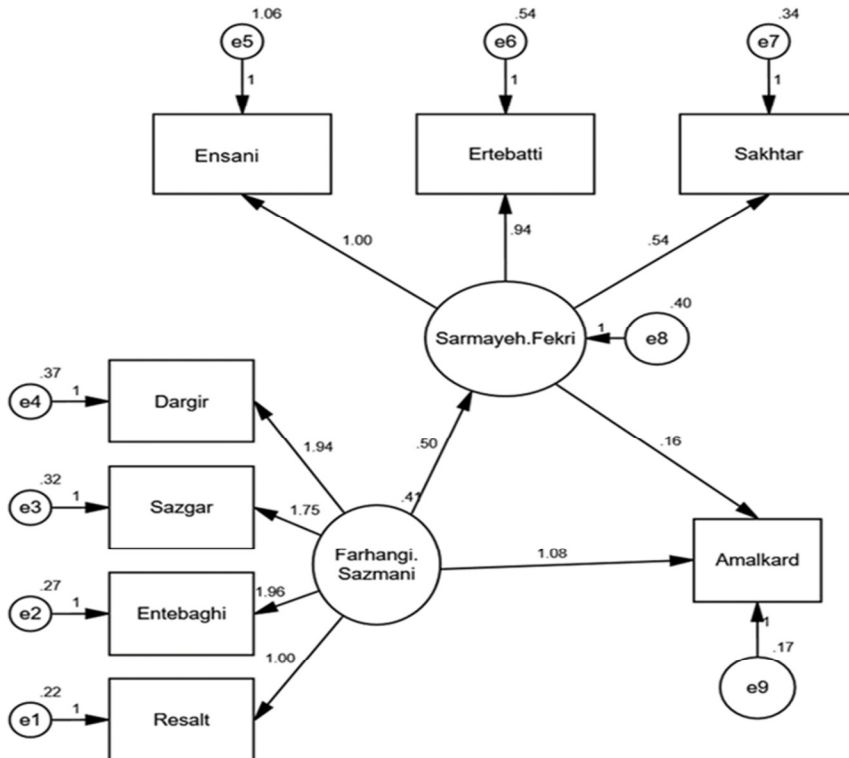 1.06
e5
1
Ensani
.54
e6
1
Ertebatti
.34
e7
1
Sakhtar
1.00
.94
.54
Sarmayeh.Fekri
.40
1
e8
.37
e4
1
Dargir
1.94
.50
.16
.32
e3
1
Sazgar
1.75
.41
Farhangi.
Sazmani
1.08
Amalkard
.27
e2
1
Entebaghi
1.96
1
.17
e9
.22
e1
1
Resalt
1.00